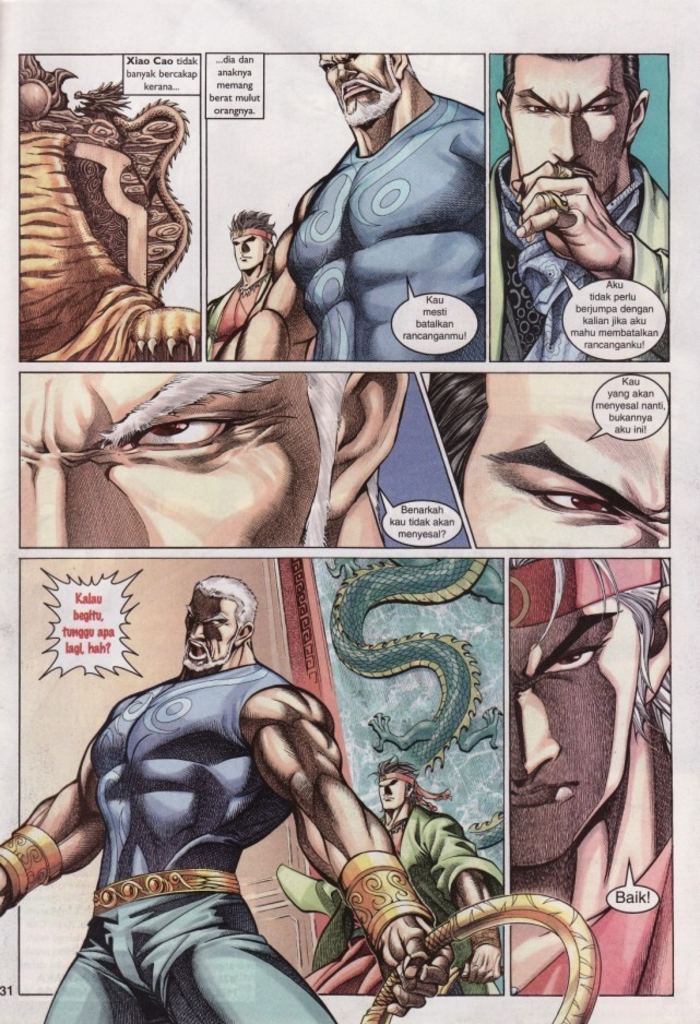 Xiao Cao tidak
banyak bercakap
kerana...
...dia dan
anaknya
memang
berat mulut
orangnya.
Kau
mesti
batalkan
rancanganmu!
Aku
tidak perlu
berjumpa dengan
kalian jika aku
mahu membatalkan
rancanganku!
Benarkah
kau tidak akan
menyesal?
Kau
yang akan
menyesal nanti,
bukannya
aku ini!
Kalau
begitu,
tunggu apa
lagi, hah?
Baik!
31